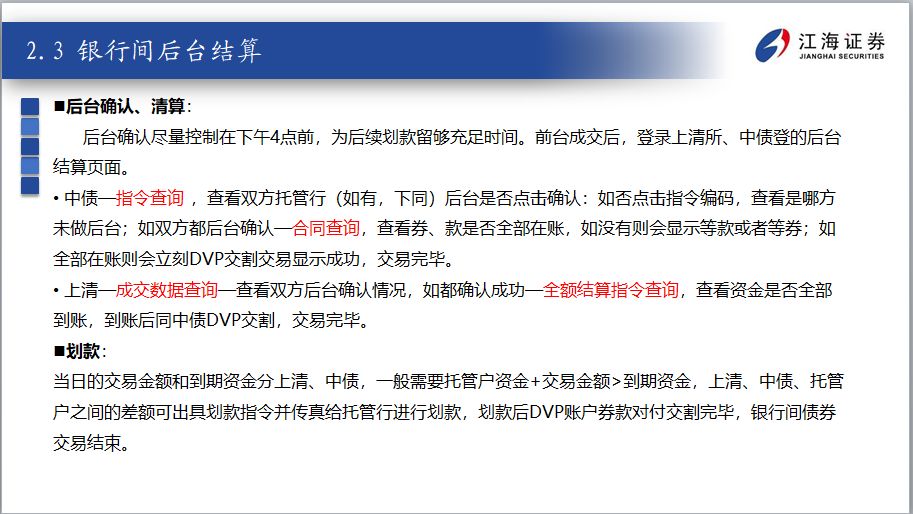 2.3 银行间后台结算
江海证券
JIANGHAI SECURITIES
■后台确认、清算：
后台确认尽量控制在下午4点前，为后续划款留够充足时间。前台成交后，登录上清所、中债登的后台
结算页面。
• 中债—指令查询 ，查看双方托管行（如有，下同）后台是否点击确认：如否点击指令编码，查看是哪方
未做后台；如双方都后台确认—合同查询，查看券、款是否全部在账，如没有则会显示等款或者等券；如
全部在账则会立刻DVP交割交易显示成功，交易完毕。
• 上清—成交数据查询—查看双方后台确认情况，如都确认成功—全额结算指令查询，查看资金是否全部
到账，到账后同中债DVP交割，交易完毕。
■划款：
当日的交易金额和到期资金分上清、中债，一般需要托管户资金+交易金额>到期资金，上清、中债、托管
户之间的差额可出具划款指令并传真给托管行进行划款，划款后DVP账户券款对付交割完毕，银行间债券
交易结束。